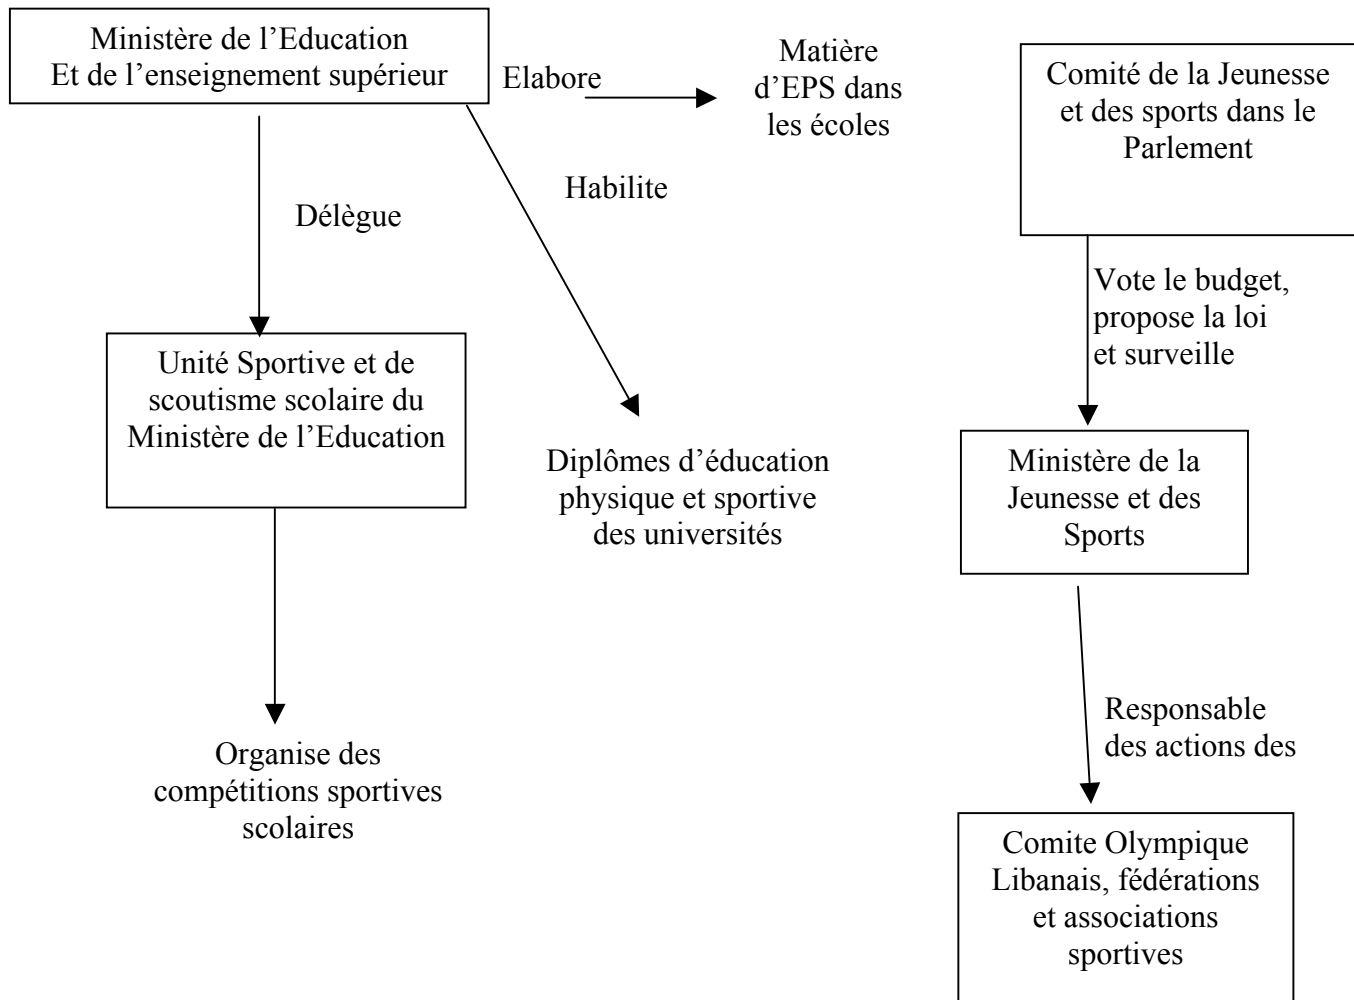 Ministère de l’Education
Et de l’enseignement supérieur
Elabore
Matière
d’EPS dans
les écoles
Comité de la Jeunesse
et des sports dans le
Parlement
Habilite
Délègue
Vote le budget,
propose la loi
et surveille
Unité Sportive et de
scoutisme scolaire du
Ministère de l’Education
Diplômes d’éducation
physique et sportive
des universités
Ministère de la
Jeunesse et des
Sports
Organise des
compétitions sportives
scolaires
Responsable
des actions des
Comite Olympique
Libanais, fédérations
et associations
sportives